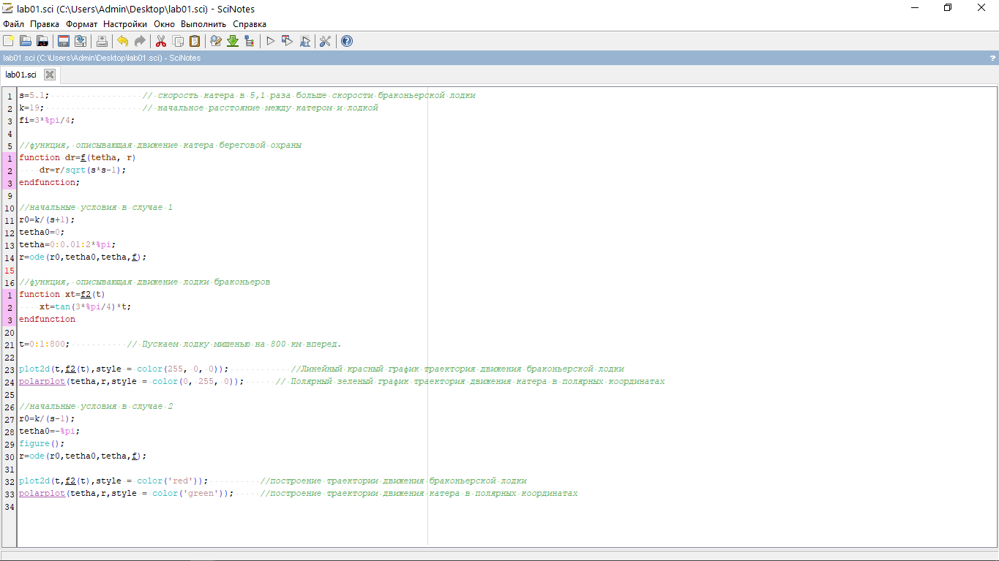 lab01.sci (C:\Users\Admin\Desktop\lab01.sci) - SciNotes
Файл Правка Формат Настройки Окно Выполнить Справка
lab01.sci (C:\Users\Admin\Desktop\lab01.sci) - SciNotes ?
lab01.sci
1 s=5.1; // скорость катера в 5,1 раза больше скорости браконьерской лодки
2 k=19; // начальное расстояние между катером и лодкой
3 fi=3*%pi/4;
4
5 //функция, описывающая движение катера береговой охраны
1 function dr=f(tetha, r)
2 dr=r/sqrt(s*s-1);
3 endfunction;
9
10 //начальные условия в случае 1
11 r0=k/(s+1);
12 tetha0=0;
13 tetha=0:0.01:2*%pi;
14 r=ode(r0,tetha0,tetha,f);
15
16 //функция, описывающая движение лодки браконьеров
1 function xt=f2(t)
2 xt=tan(3*%pi/4)*t;
3 endfunction
20
21 t=0:1:800; // Пускаем лодку мишенью на 800 км вперед.
22
23 plot2d(t,f2(t),style = color(255, 0, 0)); //Линейный красный график траектория движения браконьерской лодки
24 polarplot(tetha,r,style = color(0, 255, 0)); // Полярный зеленый график траектория движения катера в полярных координатах
25
26 //начальные условия в случае 2
27 r0=k/(s-1);
28 tetha0=-%pi;
29 figure();
30 r=ode(r0,tetha0,tetha,f);
31
32 plot2d(t,f2(t),style = color('red')); //построение траектории движения браконьерской лодки
33 polarplot(tetha,r,style = color('green')); //построение траектории движения катера в полярных координатах
34